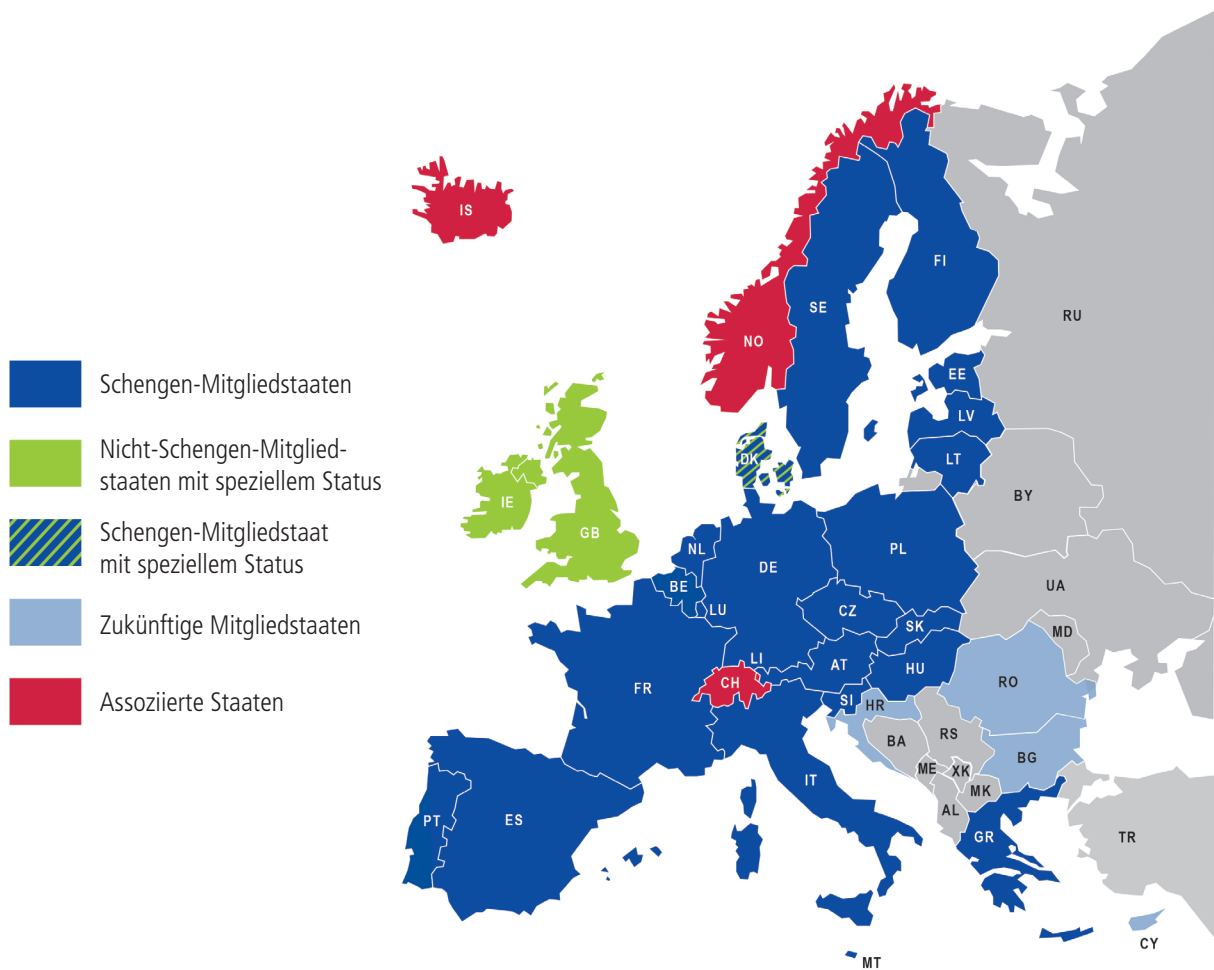 Schengen-Mitgliedstaaten
Nicht-Schengen-Mitglied-
staaten mit speziellem Status
Schengen-Mitgliedstaat
mit speziellem Status
Zukünftige Mitgliedstaaten
Assoziierte Staaten
IS
FI
SE
RU
NO
EE
LV
DK
LT
IE
BY
GB
NL
PL
DE
BE
UA
LU
CZ
SK
MD
LI
AT
HU
CH
RO
FR
SI
HR
RS
BA
BG
ME
XK
IT
MK
AL
PT
ES
GR
TR
CY
MT